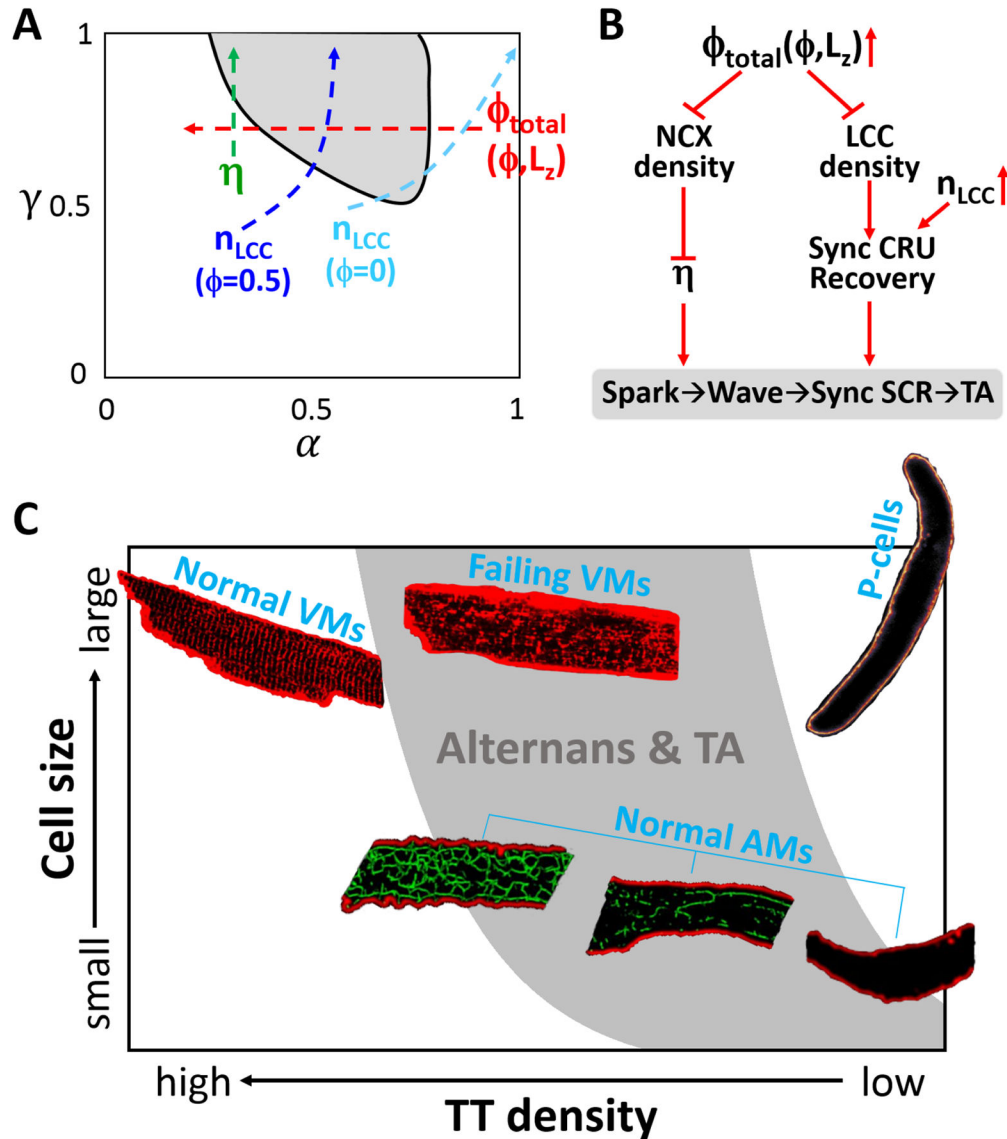 A
1
γ
0.5
0
0
0.5
1
α
η
n_LCC
(ϕ=0.5)
n_LCC
(ϕ=0)
ϕ_total
(ϕ,L_z)
B
ϕ_total(ϕ,L_z)
NCX
density
LCC
density
n_LCC
Sync CRU
Recovery
η
Spark→Wave→Sync SCR→TA
C
Normal VMs
Failing VMs
P-cells
Alternans & TA
Normal AMs
large
Cell size
small
high
low
TT density